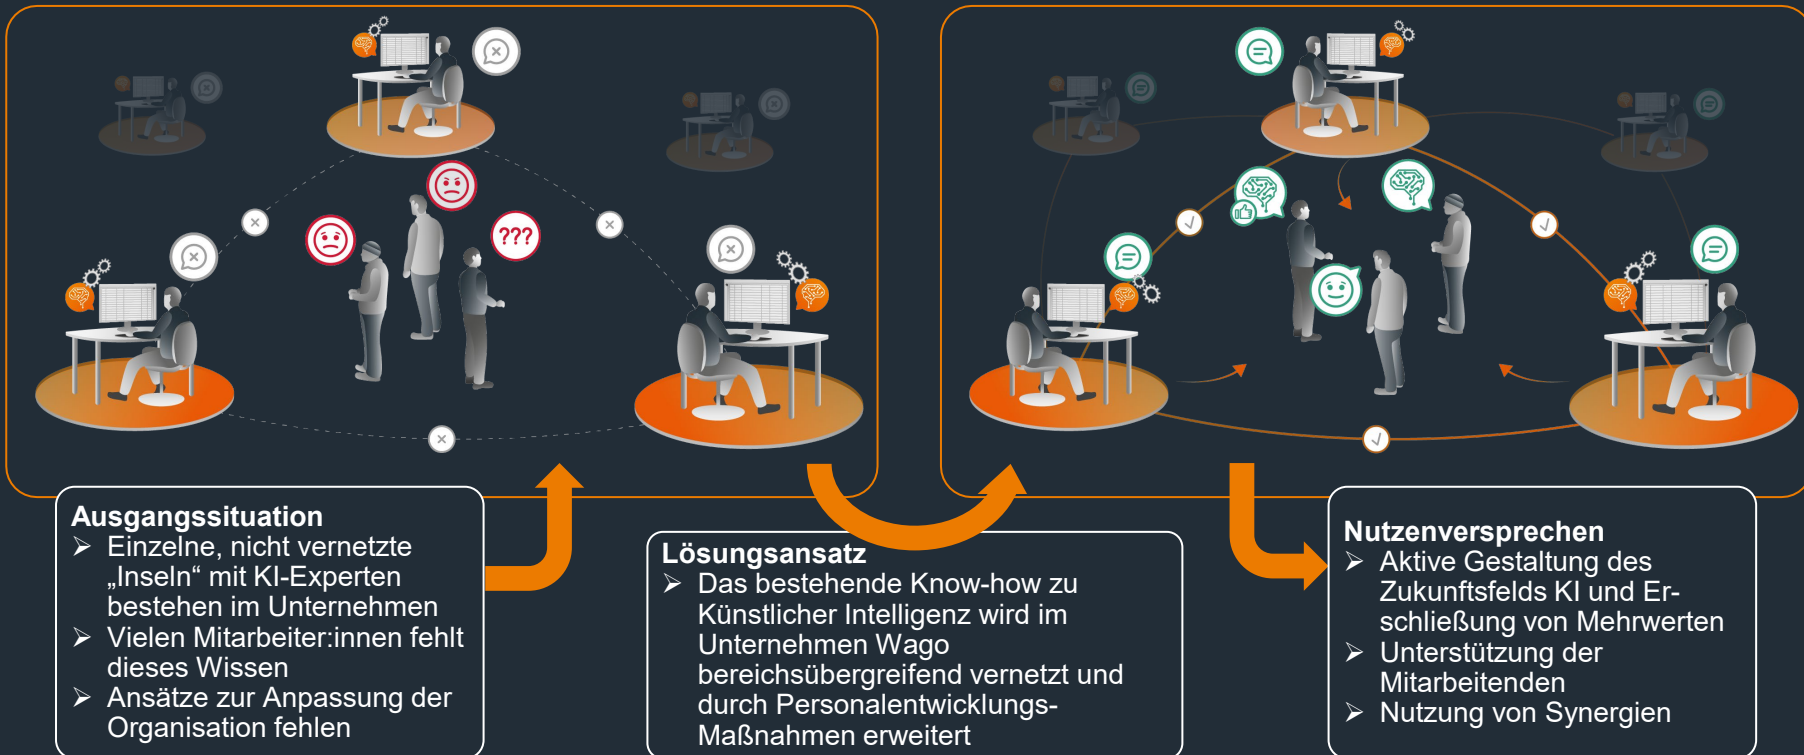 ???
Ausgangssituation
➢ Einzelne, nicht vernetzte
„Inseln“ mit KI-Experten
bestehen im Unternehmen
➢ Vielen Mitarbeiter:innen fehlt
dieses Wissen
➢ Ansätze zur Anpassung der
Organisation fehlen
Lösungsansatz
➢ Das bestehende Know-how zu
Künstlicher Intelligenz wird im
Unternehmen Wago
bereichsübergreifend vernetzt und
durch Personalentwicklungs-
Maßnahmen erweitert
Nutzenversprechen
➢ Aktive Gestaltung des
Zukunftsfelds KI und Er-
schließung von Mehrwerten
➢ Unterstützung der
Mitarbeitenden
➢ Nutzung von Synergien